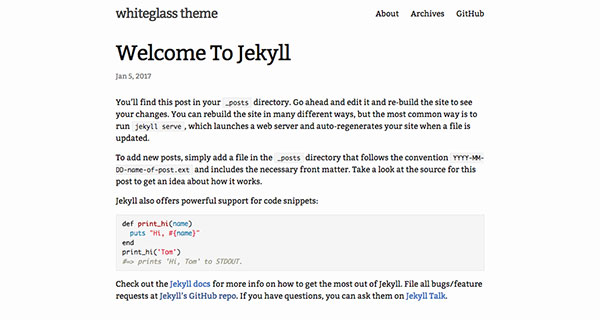 whiteglass theme
About Archives GitHub
Welcome To Jekyll
Jan 5, 2017
You’ll find this post in your _posts directory. Go ahead and edit it and re-build the site to see
your changes. You can rebuild the site in many different ways, but the most common way is to
run jekyll serve , which launches a web server and auto-regenerates your site when a file is
updated.
To add new posts, simply add a file in the _posts directory that follows the convention YYYY-MM-
DD-name-of-post.ext and includes the necessary front matter. Take a look at the source for this
post to get an idea about how it works.
Jekyll also offers powerful support for code snippets:
def print_hi(name)
  puts "Hi, #{name}"
end
print_hi('Tom')
#=> prints 'Hi, Tom' to STDOUT.
Check out the Jekyll docs for more info on how to get the most out of Jekyll. File all bugs/feature
requests at Jekyll’s GitHub repo. If you have questions, you can ask them on Jekyll Talk.